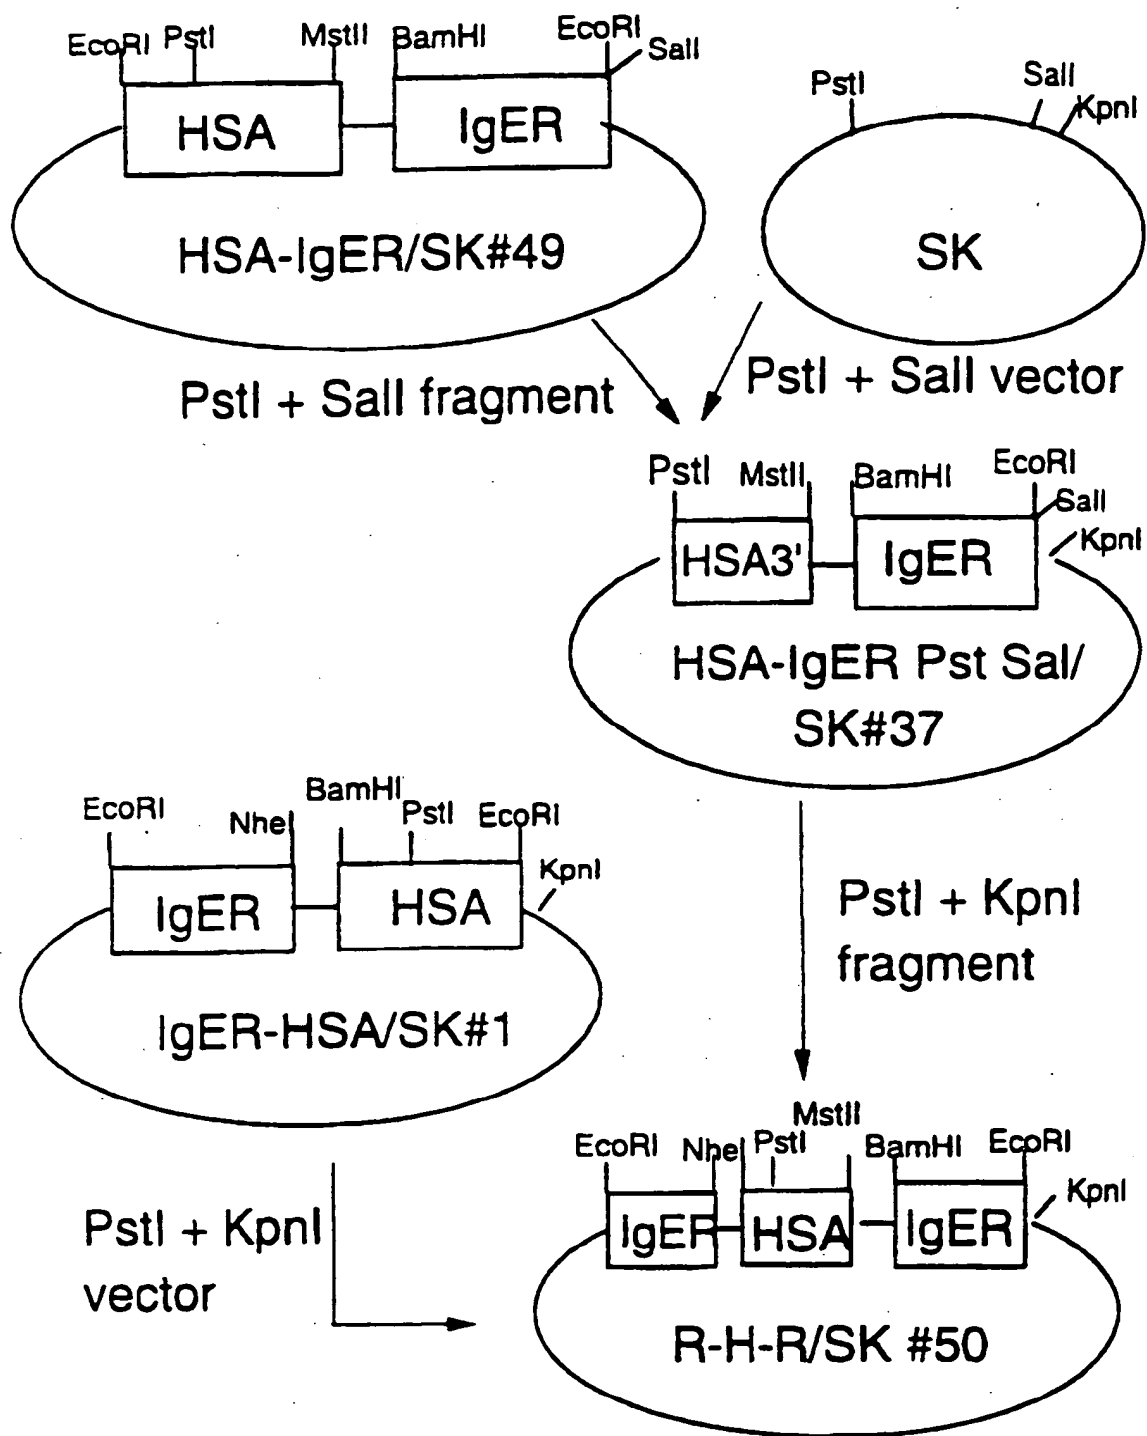 EcoRI PstI MstII BamHI EcoRI SalI
HSA IgER
HSA-IgER/SK#49
PstI SalI KpnI
SK
PstI + SalI fragment
PstI + SalI vector
PstI MstII BamHI EcoRI SalI KpnI
HSA3' IgER
HSA-IgER Pst Sal/
SK#37
EcoRI NheI BamHI PstI EcoRI KpnI
IgER HSA
IgER-HSA/SK#1
PstI + KpnI
fragment
PstI + KpnI
vector
EcoRI NheI PstI MstII BamHI EcoRI KpnI
IgER HSA IgER
R-H-R/SK #50